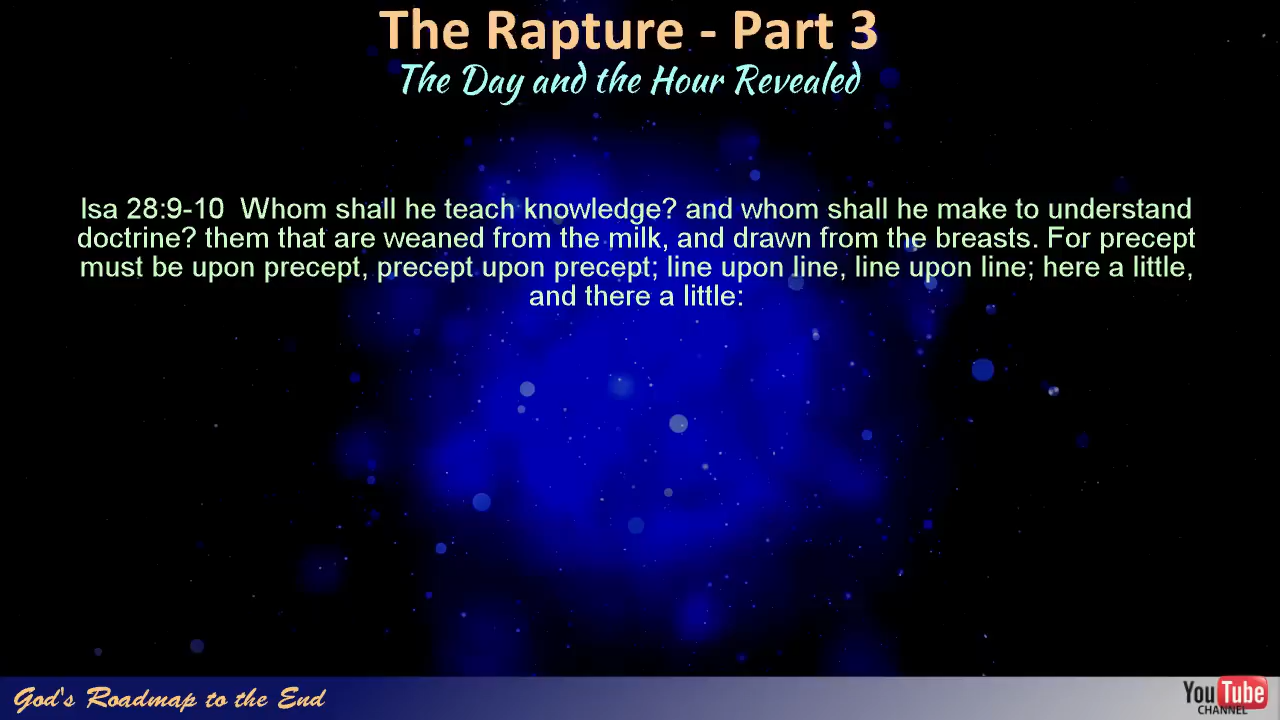 The Rapture - Part 3
The Day and the Hour Revealed
Isa 28:9-10  Whom shall he teach knowledge? and whom shall he make to understand
doctrine? them that are weaned from the milk, and drawn from the breasts. For precept
must be upon precept, precept upon precept; line upon line, line upon line; here a little,
and there a little:
God's Roadmap to the End
YouTube
CHANNEL